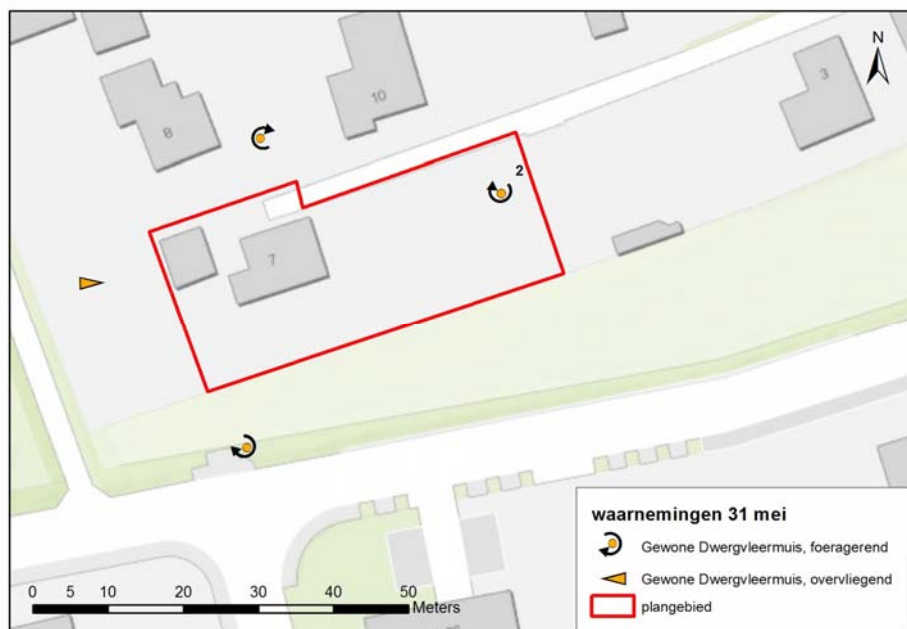 N
8
10
3
2
7
waarnemingen 31 mei
Gewone Dwergvleermuis, foeragerend
Gewone Dwergvleermuis, overvliegend
plangebied
0 10 20 30 40 50
Meters